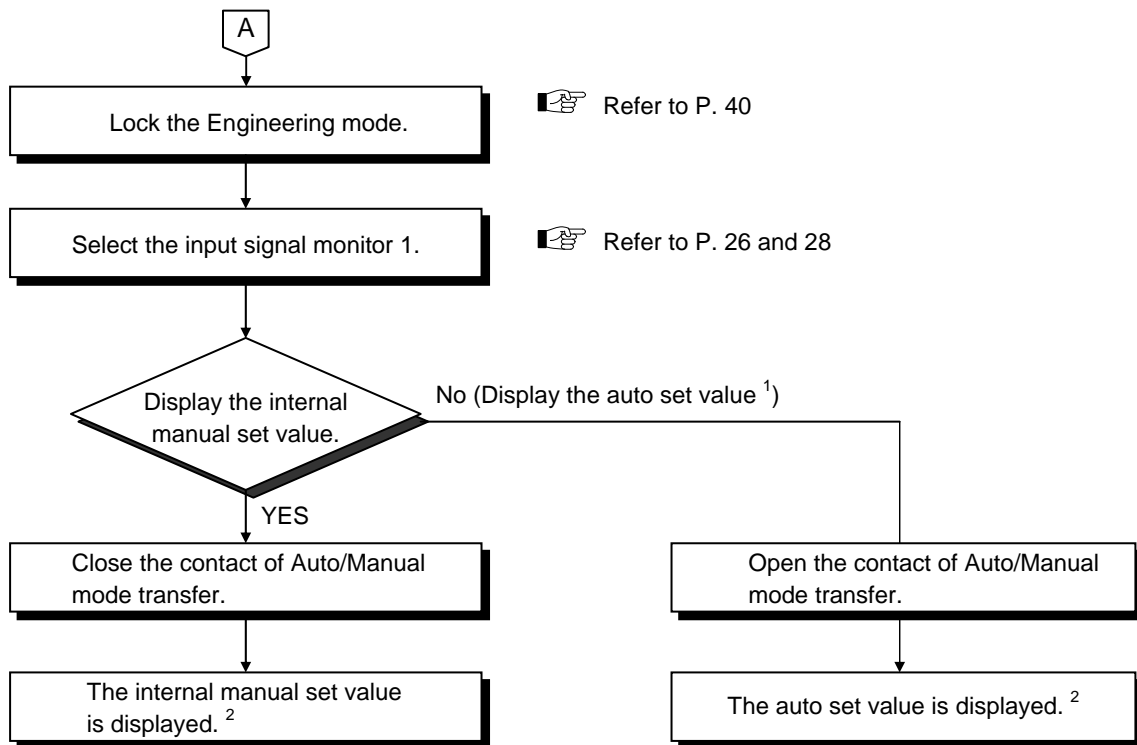 A
Lock the Engineering mode.
Refer to P. 40
Select the input signal monitor 1.
Refer to P. 26 and 28
Display the internal
manual set value.
No (Display the auto set value ¹)
YES
Close the contact of Auto/Manual
mode transfer.
Open the contact of Auto/Manual
mode transfer.
The internal manual set value
is displayed. ²
The auto set value is displayed. ²